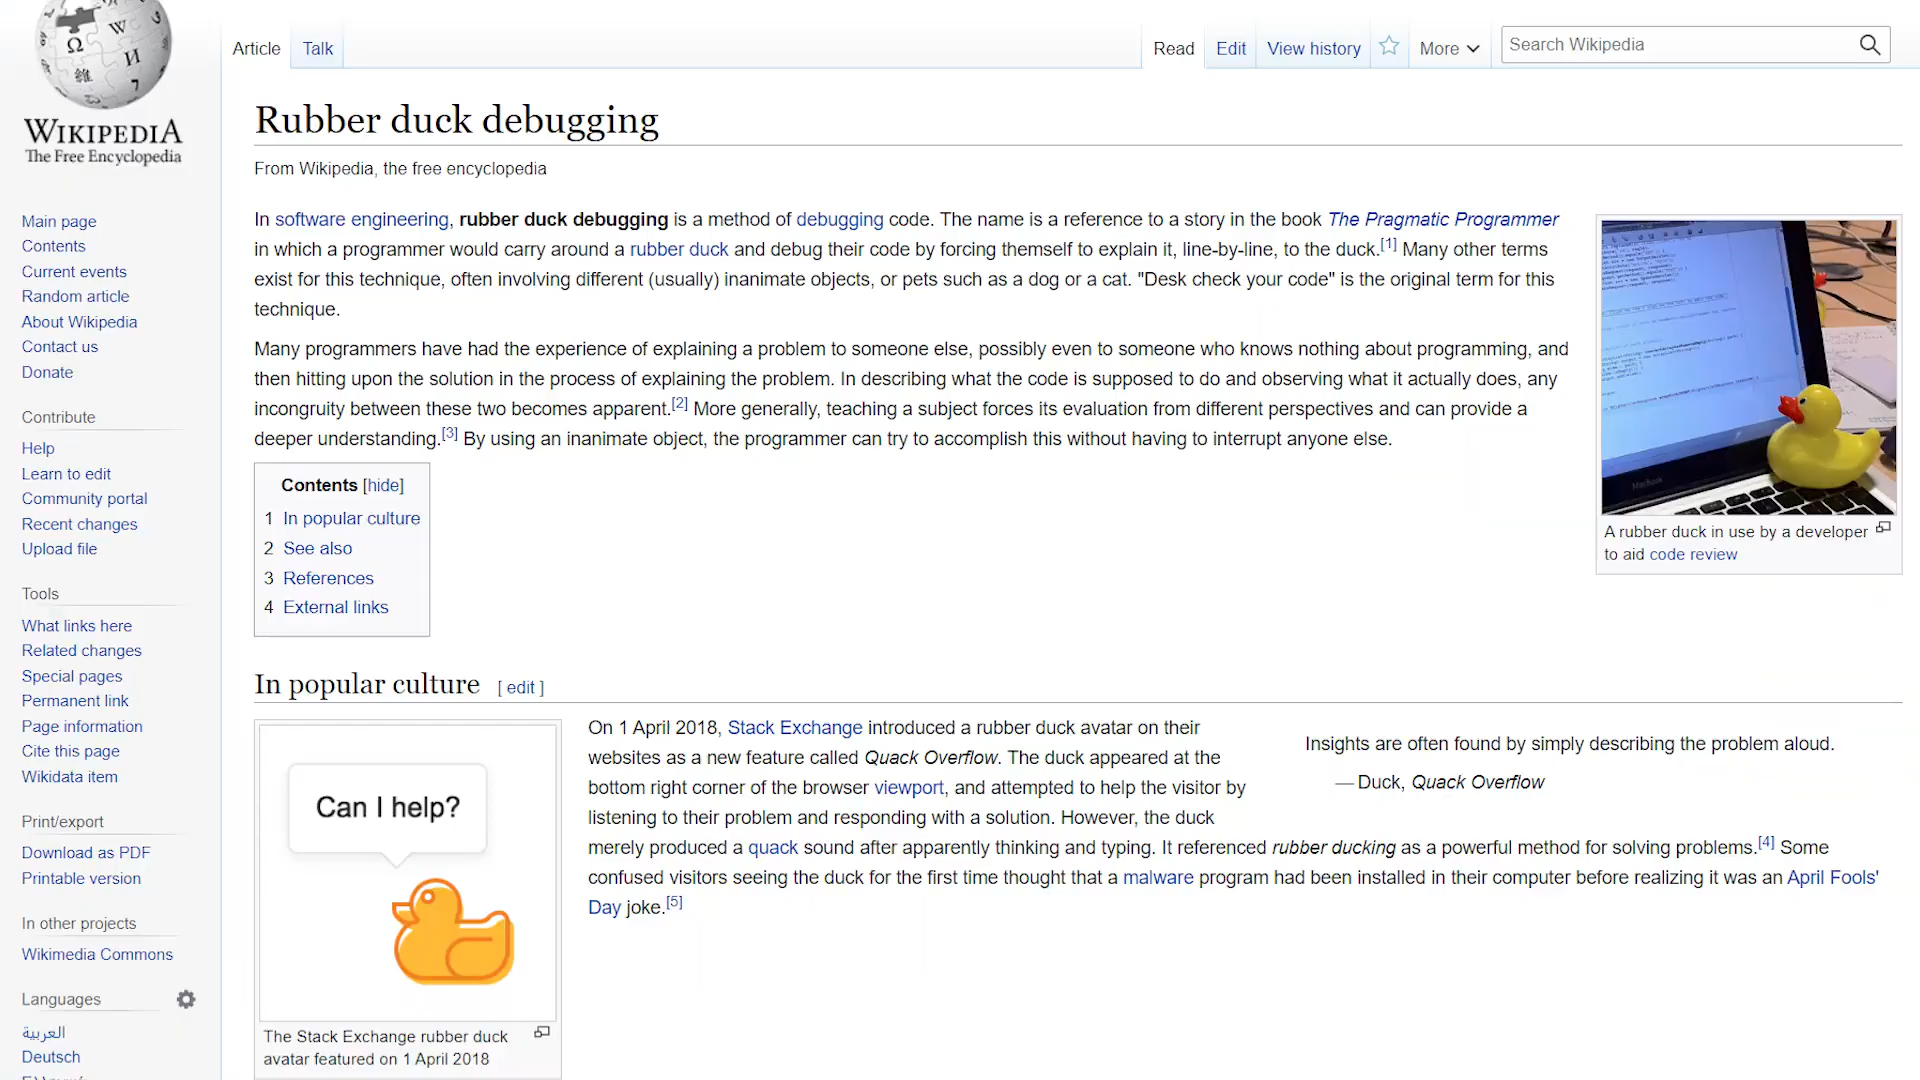 WIKIPEDIA
The Free Encyclopedia
Main page
Contents
Current events
Random article
About Wikipedia
Contact us
Donate
Contribute
Help
Learn to edit
Community portal
Recent changes
Upload file
Tools
What links here
Related changes
Special pages
Permanent link
Page information
Cite this page
Wikidata item
Print/export
Download as PDF
Printable version
In other projects
Wikimedia Commons
Languages
العربية
Deutsch
Article Talk
Read Edit View history More Search Wikipedia
Rubber duck debugging
From Wikipedia, the free encyclopedia
In software engineering, rubber duck debugging is a method of debugging code. The name is a reference to a story in the book The Pragmatic Programmer
in which a programmer would carry around a rubber duck and debug their code by forcing themself to explain it, line-by-line, to the duck.[1] Many other terms
exist for this technique, often involving different (usually) inanimate objects, or pets such as a dog or a cat. "Desk check your code" is the original term for this
technique.
Many programmers have had the experience of explaining a problem to someone else, possibly even to someone who knows nothing about programming, and
then hitting upon the solution in the process of explaining the problem. In describing what the code is supposed to do and observing what it actually does, any
incongruity between these two becomes apparent.[2] More generally, teaching a subject forces its evaluation from different perspectives and can provide a
deeper understanding.[3] By using an inanimate object, the programmer can try to accomplish this without having to interrupt anyone else.
MacBook
A rubber duck in use by a developer
to aid code review
Contents [hide]
1 In popular culture
2 See also
3 References
4 External links
In popular culture [ edit ]
Can I help?
The Stack Exchange rubber duck
avatar featured on 1 April 2018
On 1 April 2018, Stack Exchange introduced a rubber duck avatar on their
websites as a new feature called Quack Overflow. The duck appeared at the
bottom right corner of the browser viewport, and attempted to help the visitor by
listening to their problem and responding with a solution. However, the duck
merely produced a quack sound after apparently thinking and typing. It referenced rubber ducking as a powerful method for solving problems.[4] Some
confused visitors seeing the duck for the first time thought that a malware program had been installed in their computer before realizing it was an April Fools'
Day joke.[5]
Insights are often found by simply describing the problem aloud.
— Duck, Quack Overflow